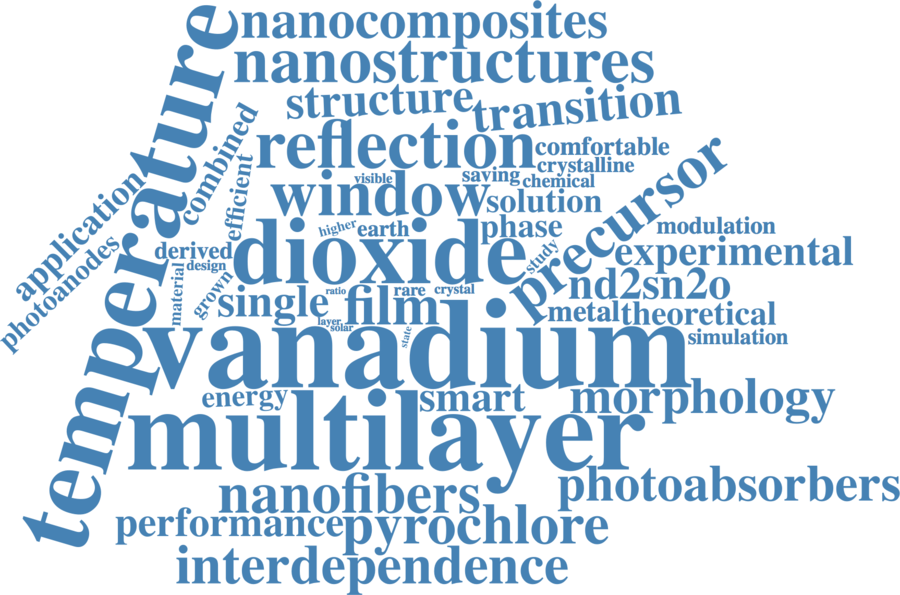 nanocomposites
nanostructures
temperature
structure
transition
combined
reflection
comfortable
crystalline
efficient
visible
saving
chemical
precursor
window
solution
application
higher
earth
phase
modulation
photoanodes
derived
dioxide
study
experimental
design
material
grown
ratio
rare
crystal
nd2sn2o
single
film
metal
theoretical
layer
solar
state
simulation
vanadium
energy
smart
morphology
multilayer
nanofibers
photoabsorbers
performance
pyrochlore
interdependence